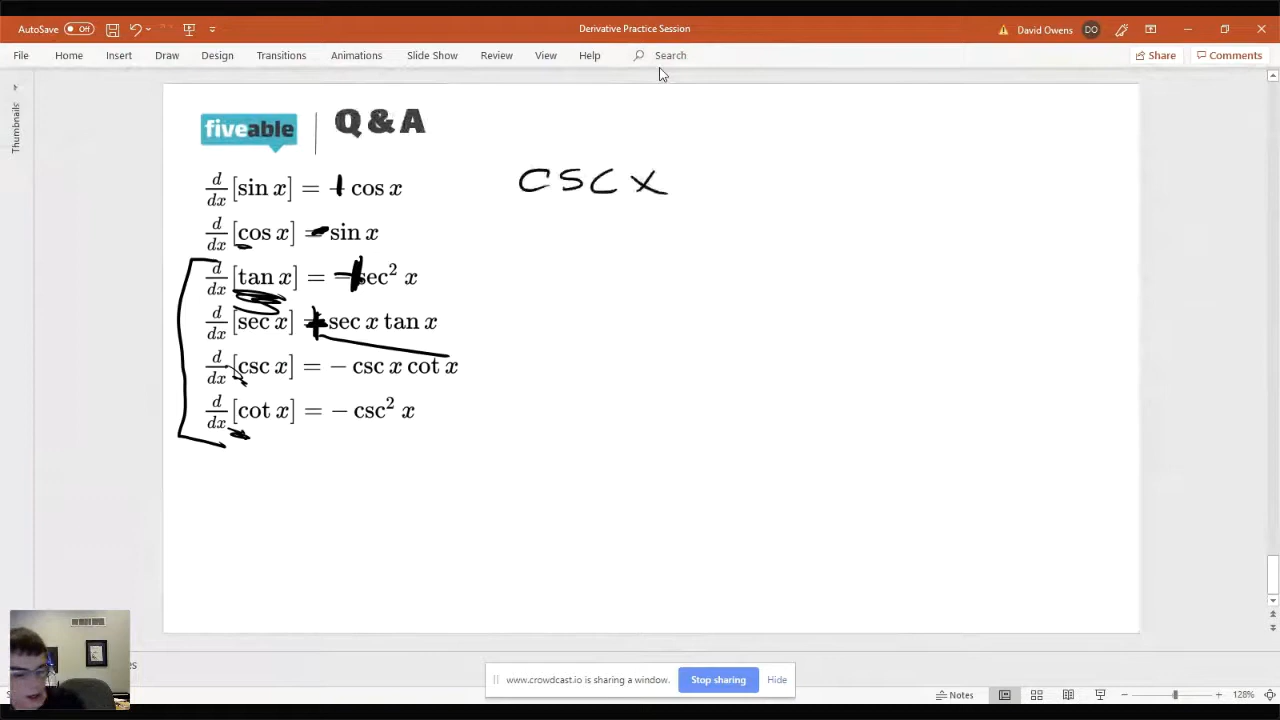 AutoSave Off Derivative Practice Session David Owens DO
File Home Insert Draw Design Transitions Animations Slide Show Review View Help Search Share Comments
Thumbnails
fiveable Q & A
csc x
d/dx [sin x] = + cos x
d/dx [cos x] = - sin x
d/dx [tan x] = + sec² x
d/dx [sec x] = + sec x tan x
d/dx [csc x] = − csc x cot x
d/dx [cot x] = − csc² x
www.crowdcast.io is sharing a window. Stop sharing Hide
Notes 128%